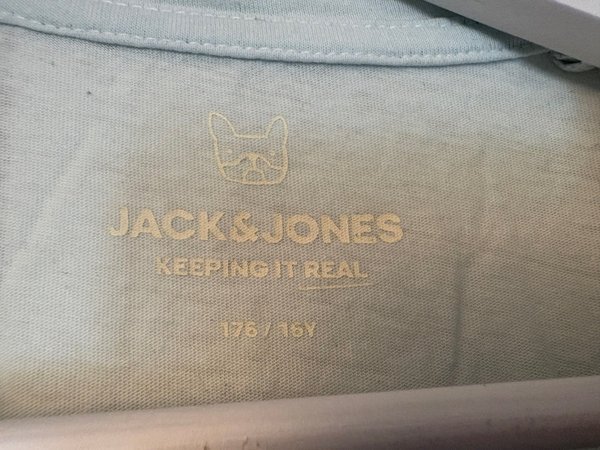 JACK&JONES
KEEPING IT REAL
176 / 16Y